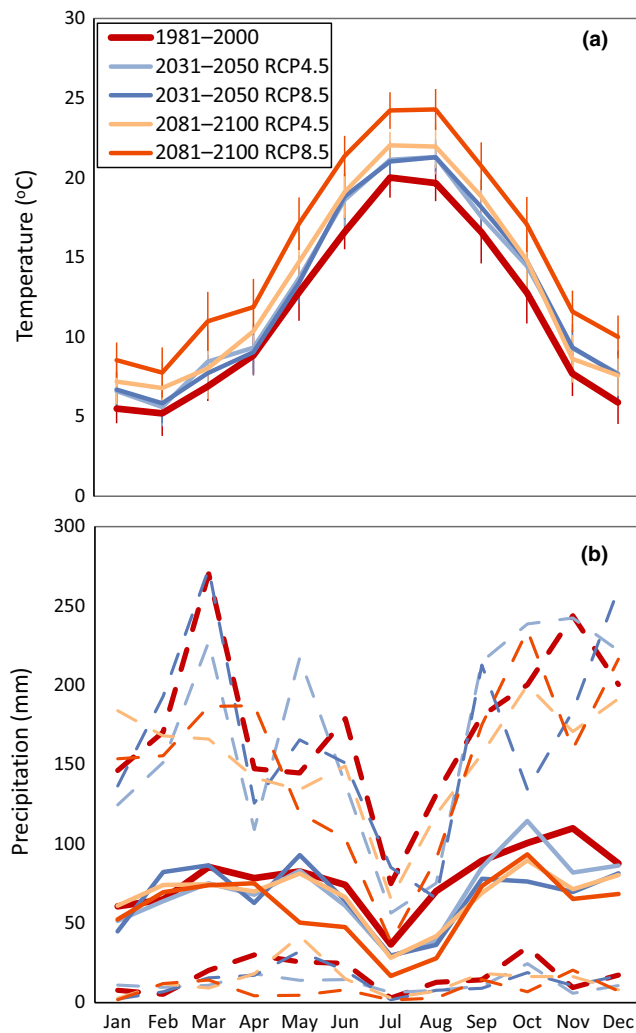 30
25
20
15
10
5
0
Temperature (°C)
(a)
1981–2000
2031–2050 RCP4.5
2031–2050 RCP8.5
2081–2100 RCP4.5
2081–2100 RCP8.5
300
250
200
150
100
50
0
Precipitation (mm)
(b)
Jan Feb Mar Apr May Jun Jul Aug Sep Oct Nov Dec